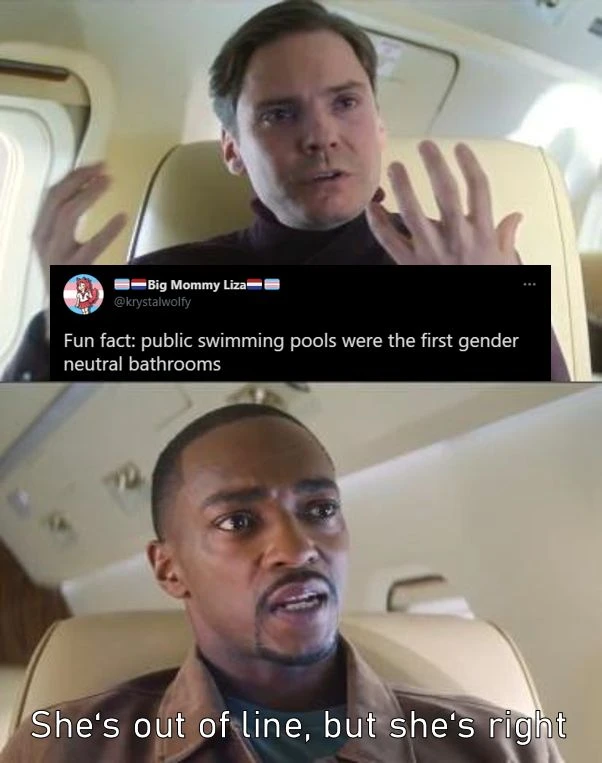 Big Mommy Liza
@krystalwolfy
Fun fact: public swimming pools were the first gender
neutral bathrooms
She's out of line, but she's right